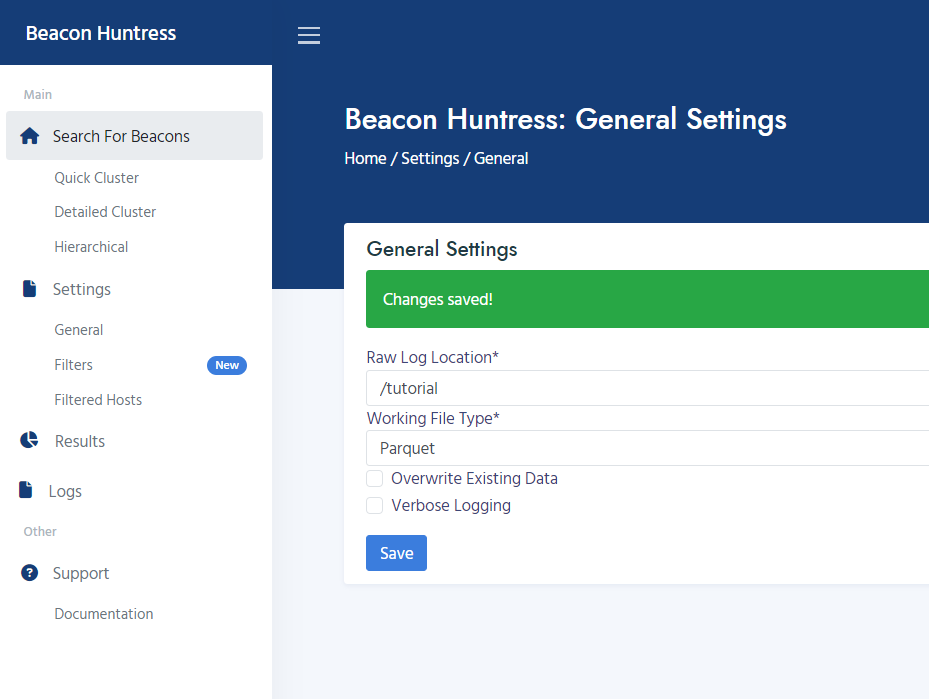 Beacon Huntress
Main
Search For Beacons
Quick Cluster
Detailed Cluster
Hierarchical
Settings
General
Filters New
Filtered Hosts
Results
Logs
Other
Support
Documentation
Beacon Huntress: General Settings
Home / Settings / General
General Settings
Changes saved!
Raw Log Location*
/tutorial
Working File Type*
Parquet
Overwrite Existing Data
Verbose Logging
Save